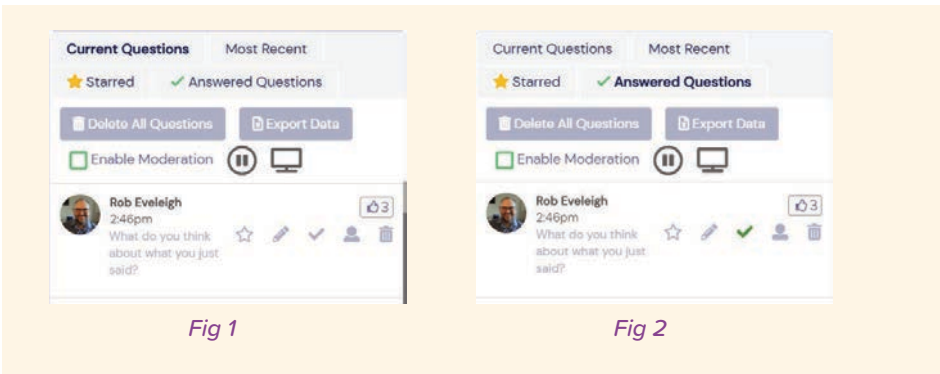 Current Questions Most Recent
Starred Answered Questions
Delete All Questions Export Data
Enable Moderation
Rob Eveleigh
2:46pm
3
What do you think
about what you just
said?
Fig 1
Current Questions Most Recent
Starred Answered Questions
Delete All Questions Export Data
Enable Moderation
Rob Eveleigh
2:46pm
3
What do you think
about what you just
said?
Fig 2